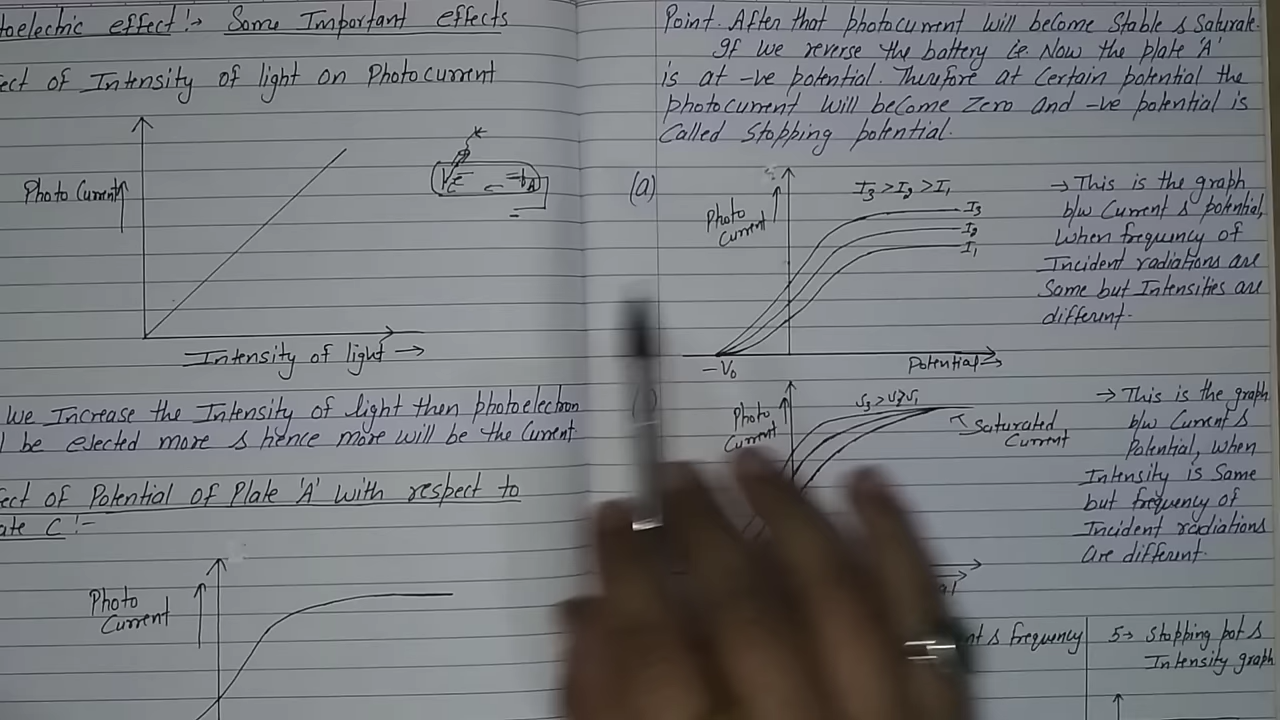 toelectric effect:→ Some Important effects
ect of Intensity of light on Photocurrent
Photo Current
C
A
Intensity of light →
we Increase the Intensity of light then photoelectron
l be ejected more & hence more will be the Current
ect of Potential of Plate 'A' with respect to
ate C:-
Photo
Current
Point. After that photocurrent will become Stable & Saturate.
If we reverse the battery i.e. Now the plate 'A'
is at -ve potential. Therefore at Certain potential the
photocurrent will become Zero and -ve potential is
Called Stopping potential.
(a)
Photo
Current
I3 > I2 > I1
I3
I2
I1
-V0
Potential →
→ This is the graph
b/w Current & potential,
When frequency of
Incident radiations are
Same but Intensities are
different.
Photo
Current
ν3 > ν2 > ν1
Saturated
Current
→ This is the graph
b/w Current &
Potential, when
Intensity is Same
but frequency of
Incident radiations
are different.
al
nt & frequency
5→ Stopping pot &
Intensity graph